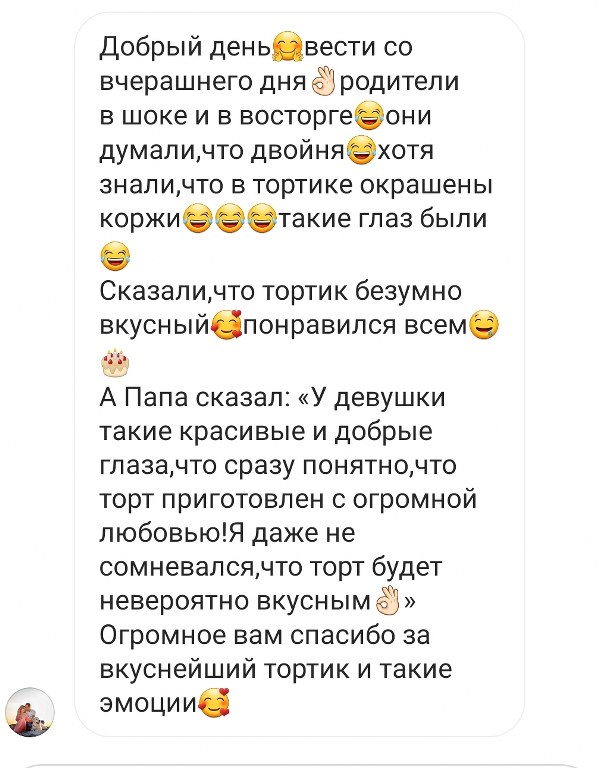 Добрый день🤗вести со
вчерашнего дня👌🏻родители
в шоке и в восторге😂они
думали,что двойня😂хотя
знали,что в тортике окрашены
коржи😂😂😂такие глаз были
😂
Сказали,что тортик безумно
вкусный🥰понравился всем🤤
🎂
А Папа сказал: «У девушки
такие красивые и добрые
глаза,что сразу понятно,что
торт приготовлен с огромной
любовью!Я даже не
сомневался,что торт будет
невероятно вкусным👌🏻»
Огромное вам спасибо за
вкуснейший тортик и такие
эмоции🥰